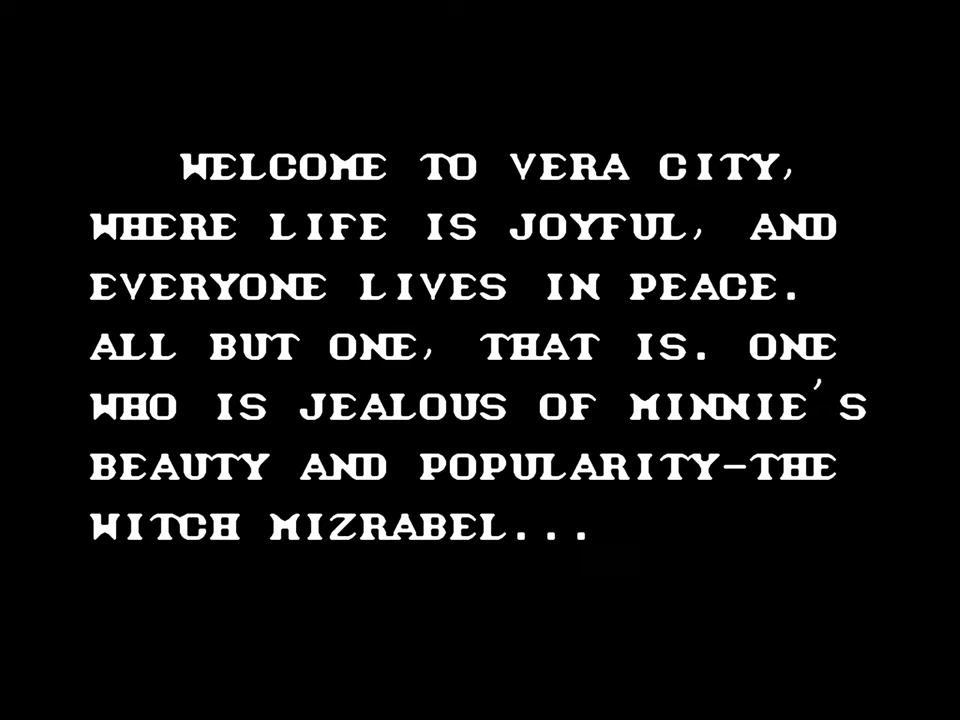 WELCOME TO VERA CITY,
WHERE LIFE IS JOYFUL, AND
EVERYONE LIVES IN PEACE.
ALL BUT ONE, THAT IS. ONE
WHO IS JEALOUS OF MINNIE'S
BEAUTY AND POPULARITY-THE
WITCH MIZRABEL...